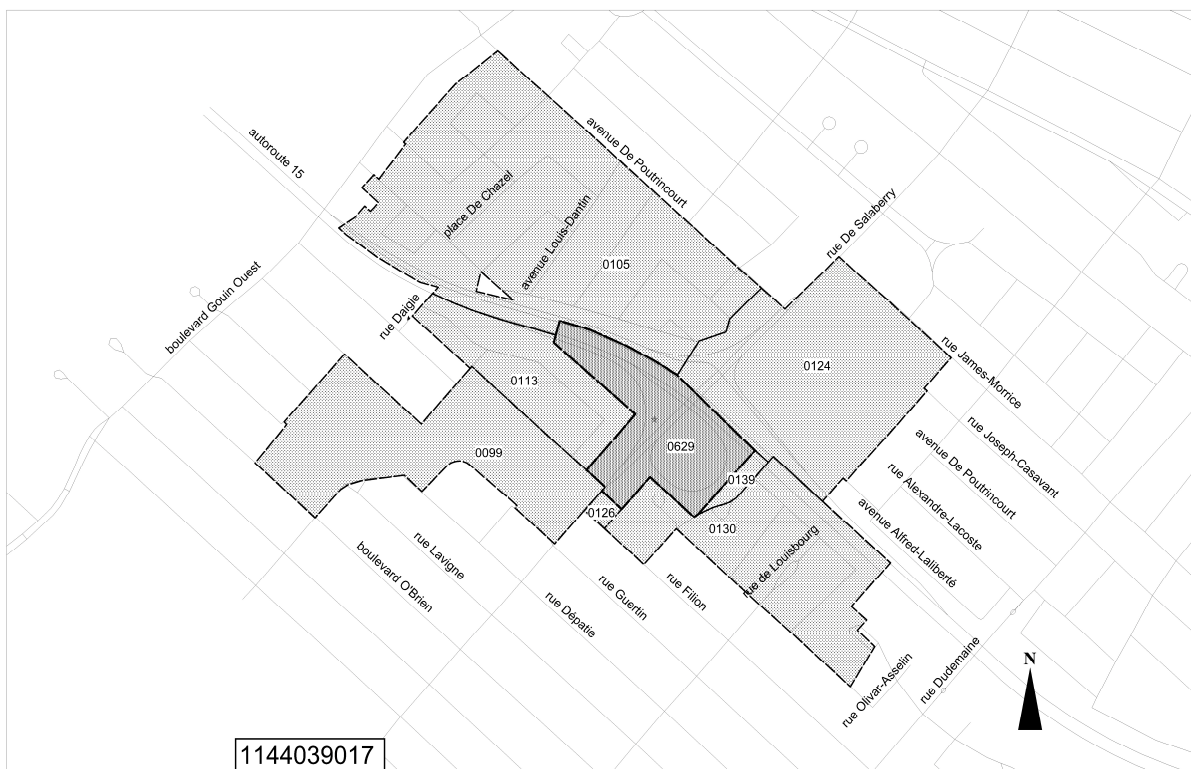 avenue De Poutrincourt
autoroute 15
place De Chazel
avenue Louis-Dantin
rue De Salaberry
0105
boulevard Gouin Ouest
rue Daigle
0124
rue James-Morrice
0113
rue Joseph-Casavant
0629
0099
avenue De Poutrincourt
0139
rue Alexandre-Lacoste
0126
0130
avenue Alfred-Laliberté
rue de Louisbourg
rue Lavigne
boulevard O'Brien
rue Filion
rue Guertin
rue Dépatie
rue Dudemaine
N
rue Olivar-Asselin
1144039017